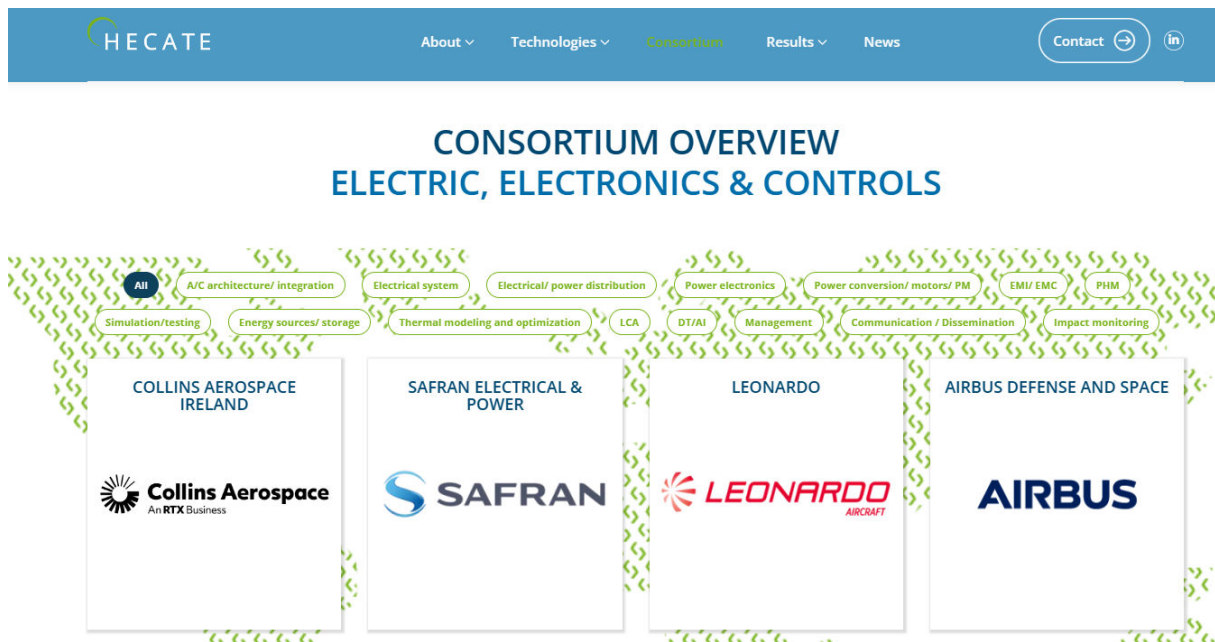 HECATE
About Technologies Consortium Results News
Contact
in
CONSORTIUM OVERVIEW
ELECTRIC, ELECTRONICS & CONTROLS
All A/C architecture/ integration Electrical system Electrical/ power distribution Power electronics Power conversion/ motors/ PM EMI/ EMC PHM
Simulation/testing Energy sources/ storage Thermal modeling and optimization LCA DT/AI Management Communication / Dissemination Impact monitoring
COLLINS AEROSPACE
IRELAND
Collins Aerospace
An RTX Business
SAFRAN ELECTRICAL &
POWER
SAFRAN
LEONARDO
LEONARDO
AIRCRAFT
AIRBUS DEFENSE AND SPACE
AIRBUS